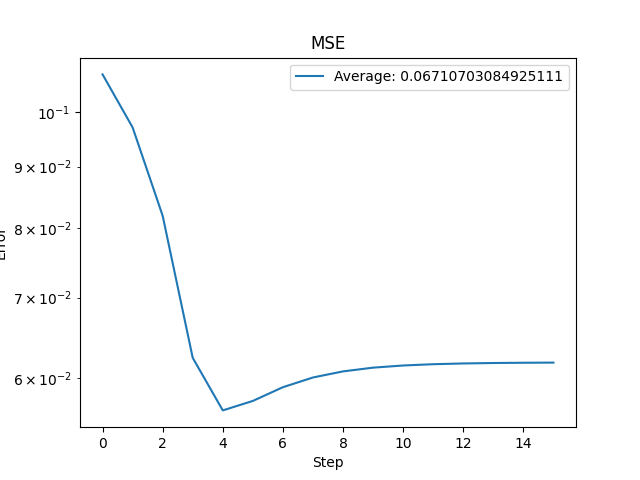 MSE
Average: 0.06710703084925111
10⁻¹
9 × 10⁻²
8 × 10⁻²
7 × 10⁻²
6 × 10⁻²
Error
0 2 4 6 8 10 12 14
Step